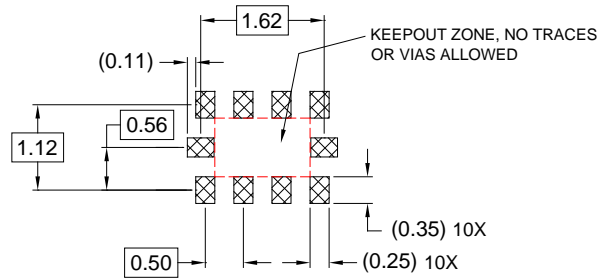 1.62
KEEPOUT ZONE, NO TRACES
OR VIAS ALLOWED
(0.11)
0.56
1.12
(0.35) 10X
0.50
(0.25) 10X